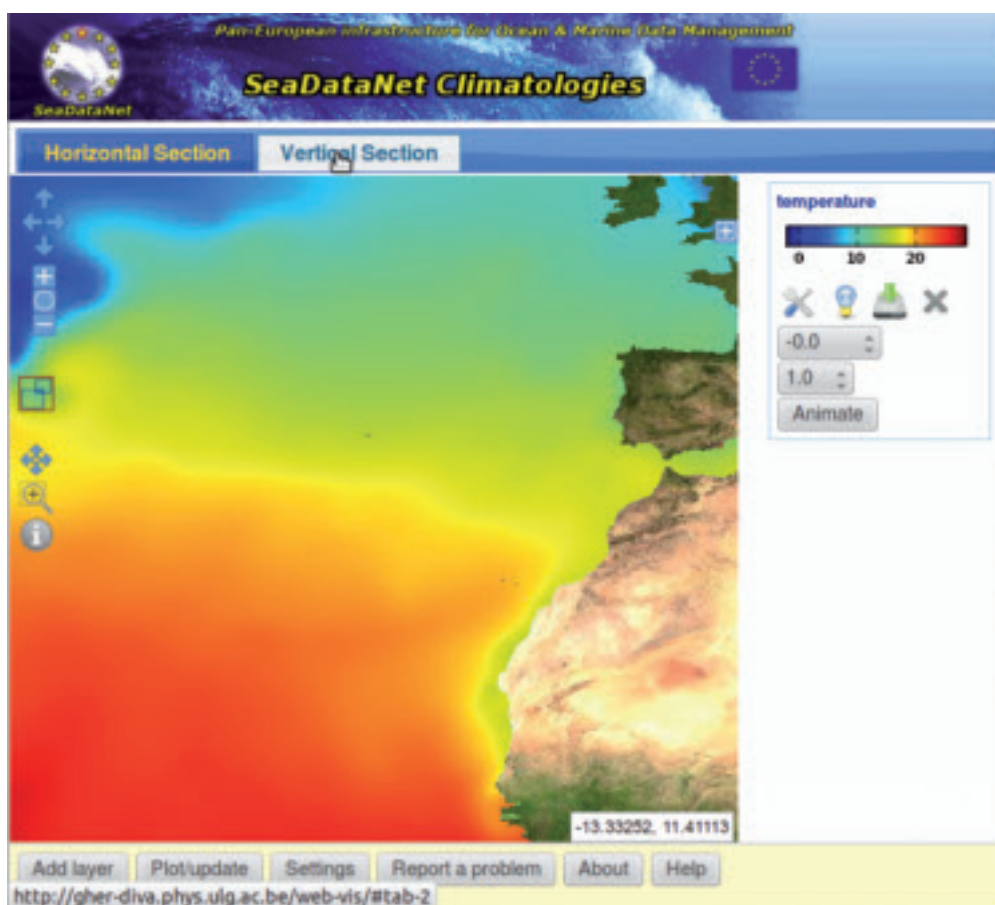 Pan-European infrastructure for Ocean & Marine Data Management
SeaDataNet Climatologies
SeaDataNet
Horizontal Section
Vertical Section
temperature
0 10 20
-0.0
1.0
Animate
-13.33252, 11.41113
Add layer
Plot/update
Settings
Report a problem
About
Help
http://gher-diva.phys.ulg.ac.be/web-vis/#tab-2